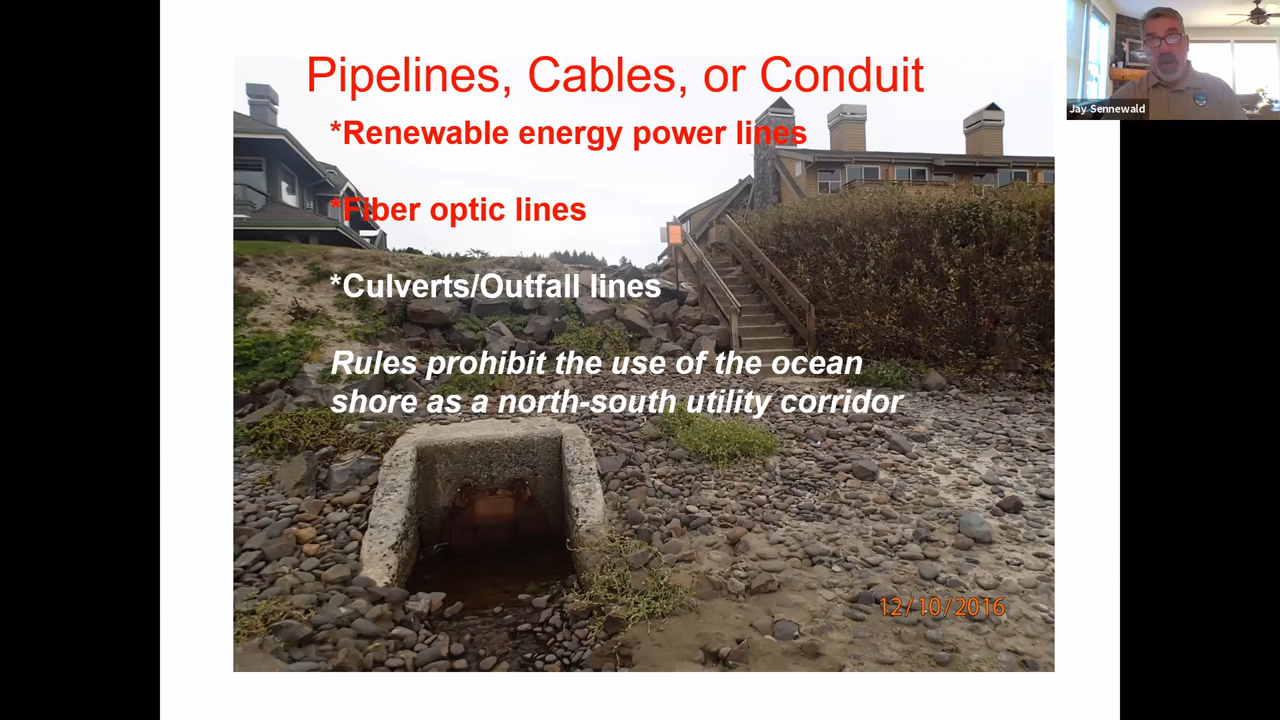 Pipelines, Cables, or Conduit
Jay Sennewald
*Renewable energy power lines
*Fiber optic lines
*Culverts/Outfall lines
Rules prohibit the use of the ocean
shore as a north-south utility corridor
12/10/2016